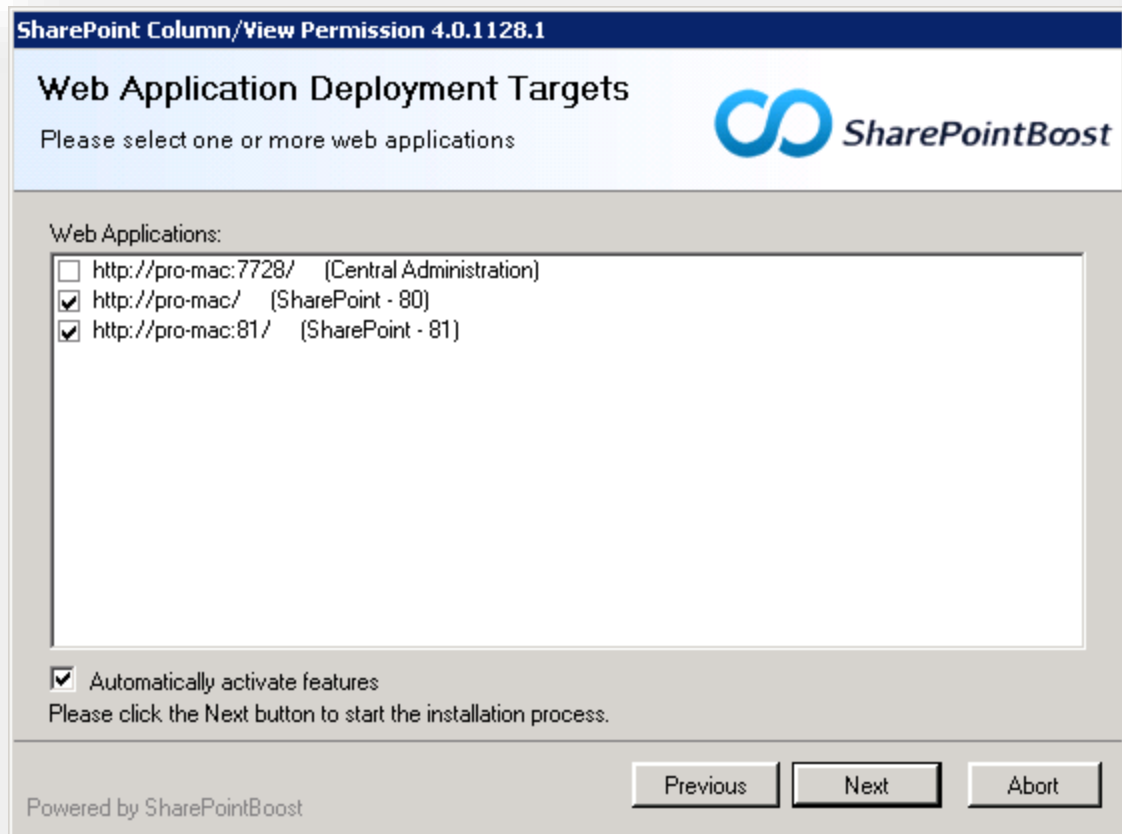 SharePoint Column/View Permission 4.0.1128.1
Web Application Deployment Targets
Please select one or more web applications
SharePointBoost
Web Applications:
http://pro-mac:7728/ (Central Administration)
http://pro-mac/ (SharePoint - 80)
http://pro-mac:81/ (SharePoint - 81)
Automatically activate features
Please click the Next button to start the installation process.
Previous Next Abort
Powered by SharePointBoost